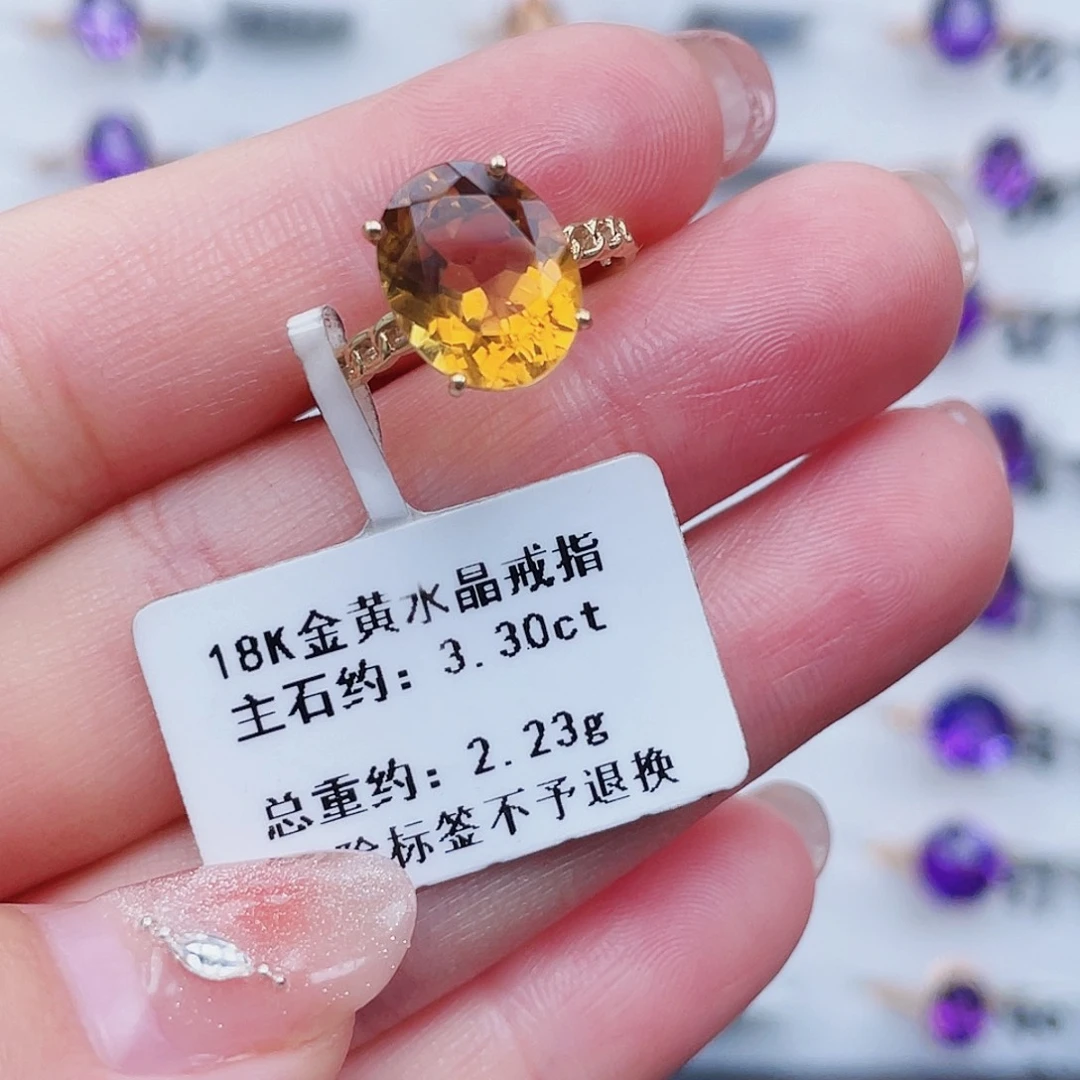 18K金黄水晶戒指
主石约: 3.30ct
总重约: 2.23g
标签不予退换